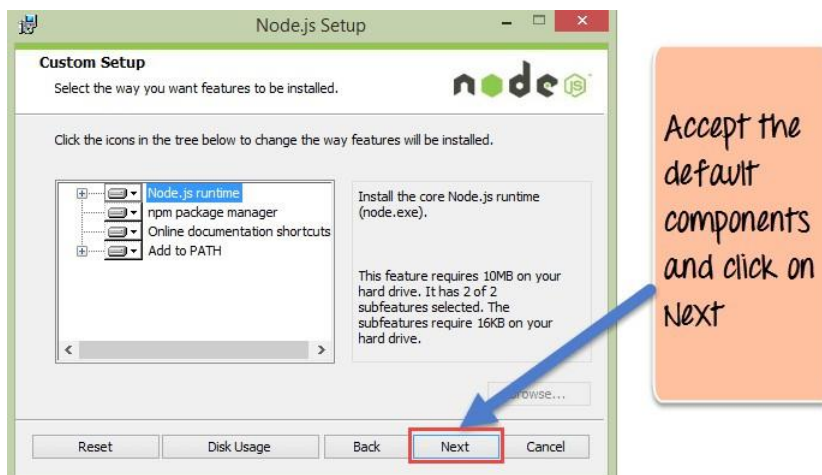 Node.js Setup
Custom Setup
Select the way you want features to be installed.
node JS
Click the icons in the tree below to change the way features will be installed.
Node.js runtime
npm package manager
Online documentation shortcuts
Add to PATH
Install the core Node.js runtime
(node.exe).
This feature requires 10MB on your
hard drive. It has 2 of 2
subfeatures selected. The
subfeatures require 16KB on your
hard drive.
Browse...
Reset
Disk Usage
Back
Next
Cancel
Accept the
default
components
and click on
Next